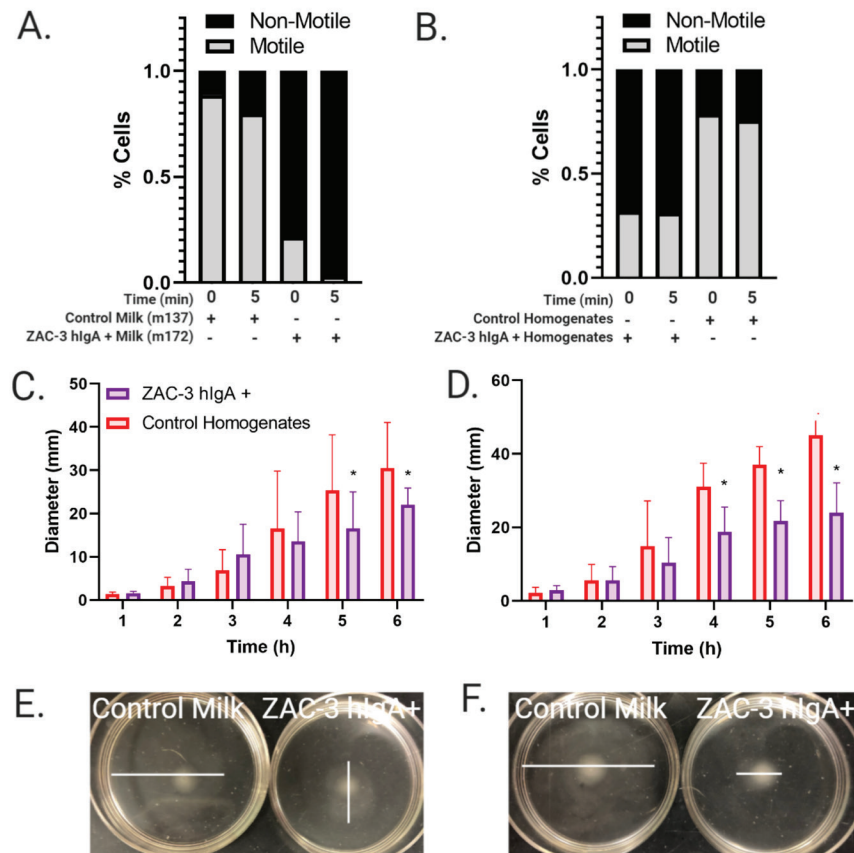 A.
Non-Motile
Motile
1.0
0.5
0.0
% Cells
Time (min) 0 5 0 5
Control Milk (m137) + + - -
ZAC-3 hIgA + Milk (m172) - - + +
B.
Non-Motile
Motile
1.0
0.5
0.0
% Cells
Time (min) 0 5 0 5
Control Homogenates - - + +
ZAC-3 hIgA + Homogenates + + - -
C.
ZAC-3 hIgA +
Control Homogenates
50
40
30
20
10
0
Diameter (mm)
* *
1 2 3 4 5 6
Time (h)
D.
60
40
20
0
Diameter (mm)
* * *
1 2 3 4 5 6
Time (h)
E.
Control Milk ZAC-3 hIgA+
F.
Control Milk ZAC-3 hIgA+